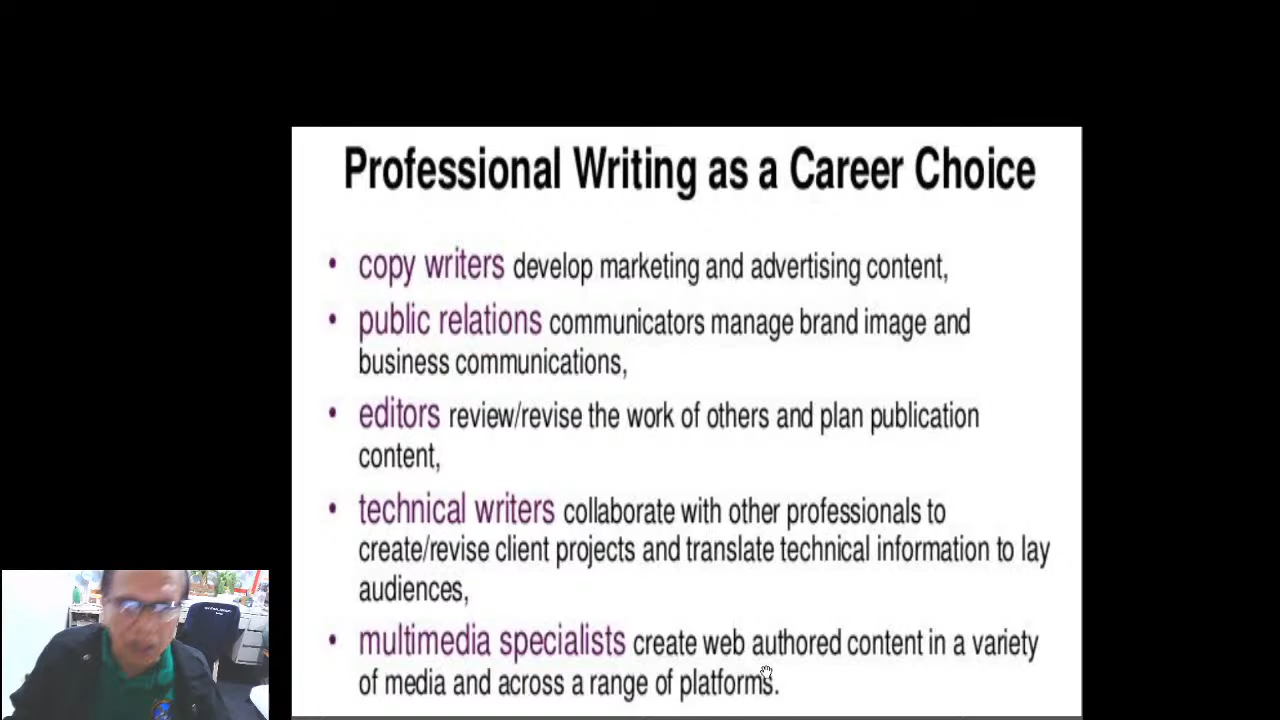 Professional Writing as a Career Choice
• copy writers develop marketing and advertising content,
• public relations communicators manage brand image and
business communications,
• editors review/revise the work of others and plan publication
content,
• technical writers collaborate with other professionals to
create/revise client projects and translate technical information to lay
audiences,
• multimedia specialists create web authored content in a variety
of media and across a range of platforms.